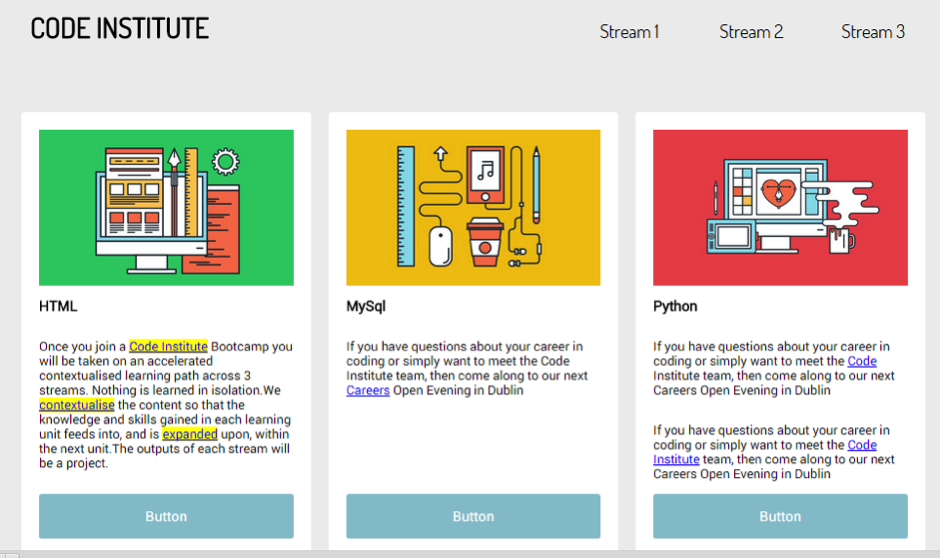 CODE INSTITUTE
Stream 1
Stream 2
Stream 3
HTML
Once you join a Code Institute Bootcamp you
will be taken on an accelerated
contextualised learning path across 3
streams. Nothing is learned in isolation.We
contextualise the content so that the
knowledge and skills gained in each learning
unit feeds into, and is expanded upon, within
the next unit.The outputs of each stream will
be a project.
Button
MySql
If you have questions about your career in
coding or simply want to meet the Code
Institute team, then come along to our next
Careers Open Evening in Dublin
Button
Python
If you have questions about your career in
coding or simply want to meet the Code
Institute team, then come along to our next
Careers Open Evening in Dublin
If you have questions about your career in
coding or simply want to meet the Code
Institute team, then come along to our next
Careers Open Evening in Dublin
Button